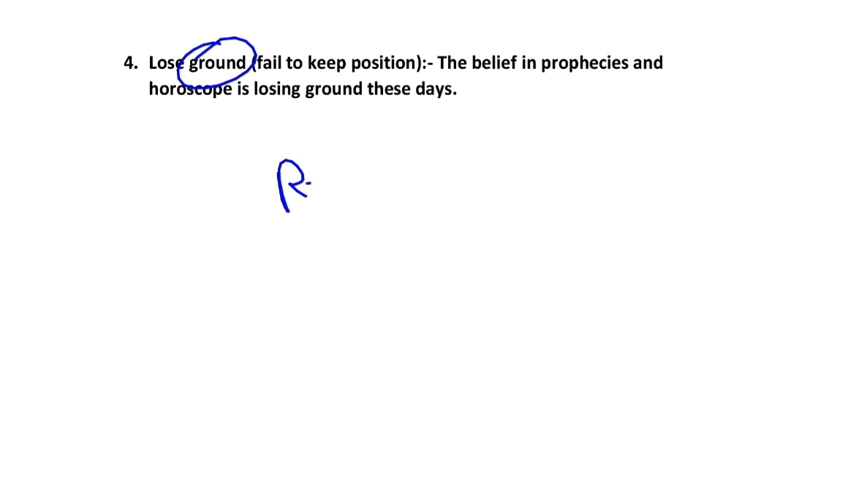 4. Lose ground (fail to keep position):- The belief in prophecies and
horoscope is losing ground these days.
R